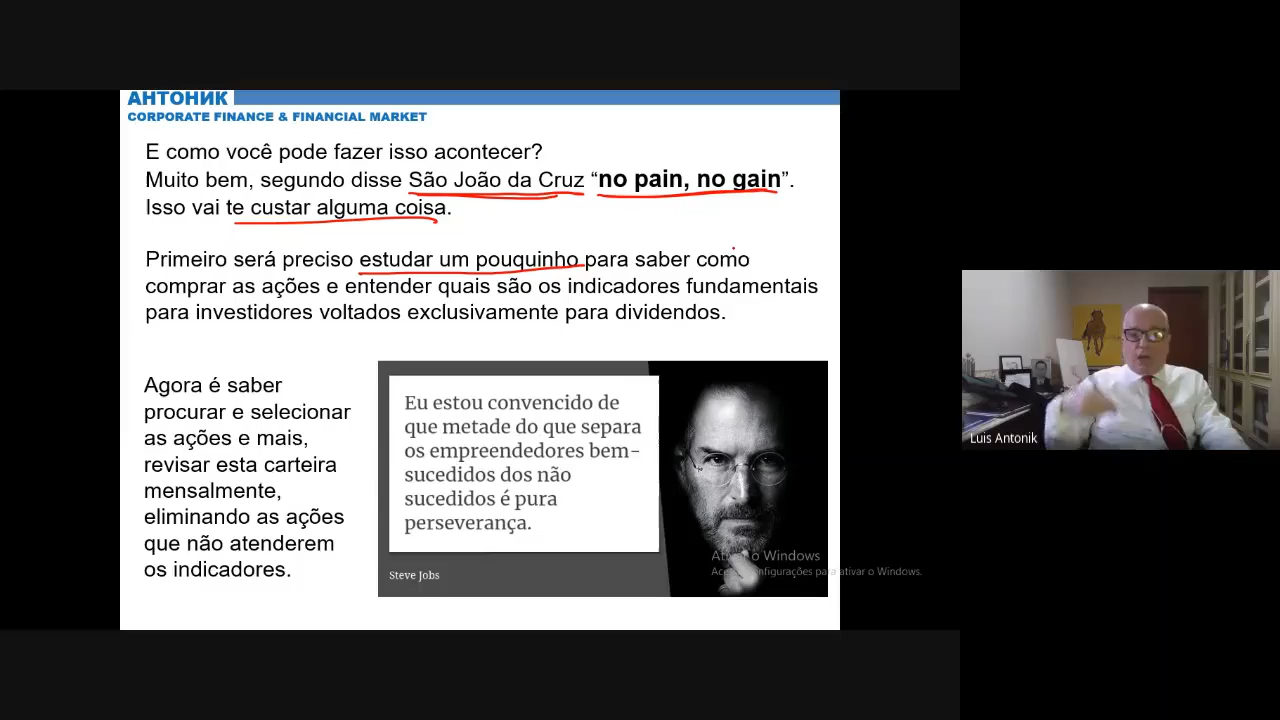 АНТОНИК
CORPORATE FINANCE & FINANCIAL MARKET
E como você pode fazer isso acontecer?
Muito bem, segundo disse São João da Cruz “no pain, no gain”.
Isso vai te custar alguma coisa.
Primeiro será preciso estudar um pouquinho para saber como
comprar as ações e entender quais são os indicadores fundamentais
para investidores voltados exclusivamente para dividendos.
Agora é saber
procurar e selecionar
as ações e mais,
revisar esta carteira
mensalmente,
eliminando as ações
que não atenderem
os indicadores.
Eu estou convencido de
que metade do que separa
os empreendedores bem-
sucedidos dos não
sucedidos é pura
perseverança.
Steve Jobs
Ativar o Windows
Acesse Configurações para ativar o Windows.
Luis Antonik